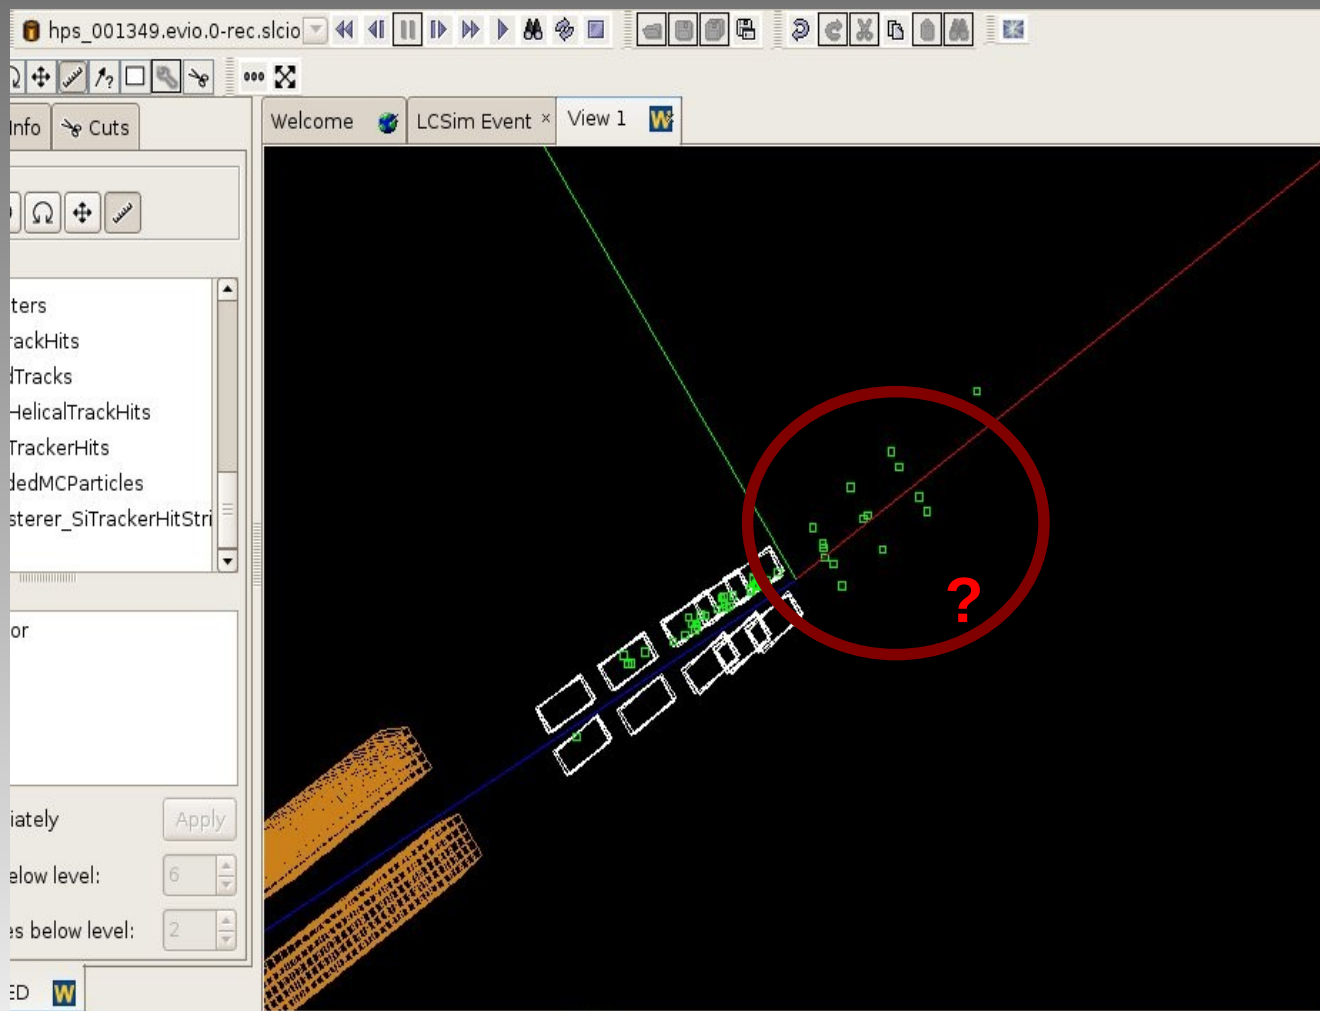 hps_001349.evio.0-rec.slcio
Info
Cuts
Welcome
LCSim Event
View 1
ters
rackHits
dTracks
HelicalTrackHits
TrackerHits
dedMCParticles
sterer_SiTrackerHitStri
or
iately
Apply
elow level:
6
es below level:
2
ED
W
W
?